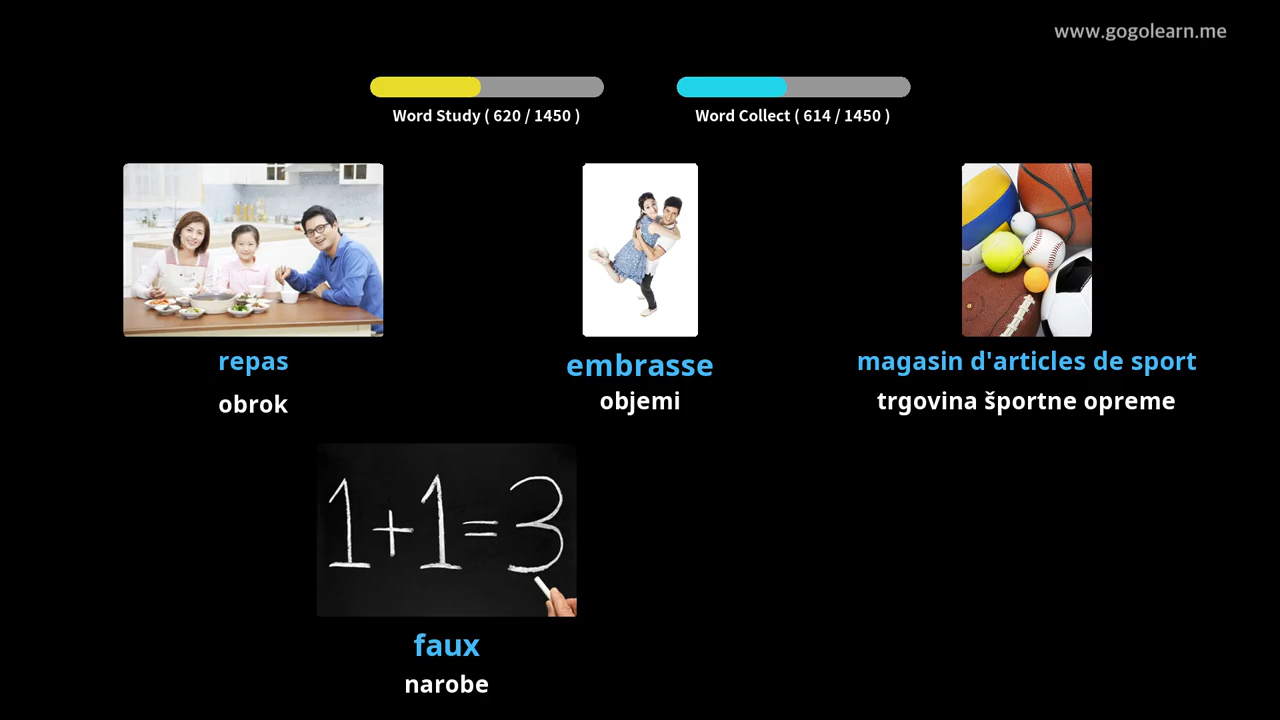 www.gogolearn.me
Word Study ( 620 / 1450 )
Word Collect ( 614 / 1450 )
repas
obrok
embrasse
objemi
magasin d'articles de sport
trgovina športne opreme
1+1=3
faux
narobe